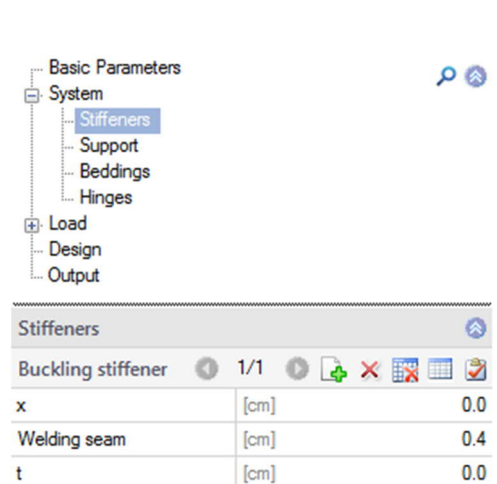 Basic Parameters
System
Stiffeners
Support
Beddings
Hinges
Load
Design
Output
Stiffeners
Buckling stiffener 1/1
x [cm] 0.0
Welding seam [cm] 0.4
t [cm] 0.0